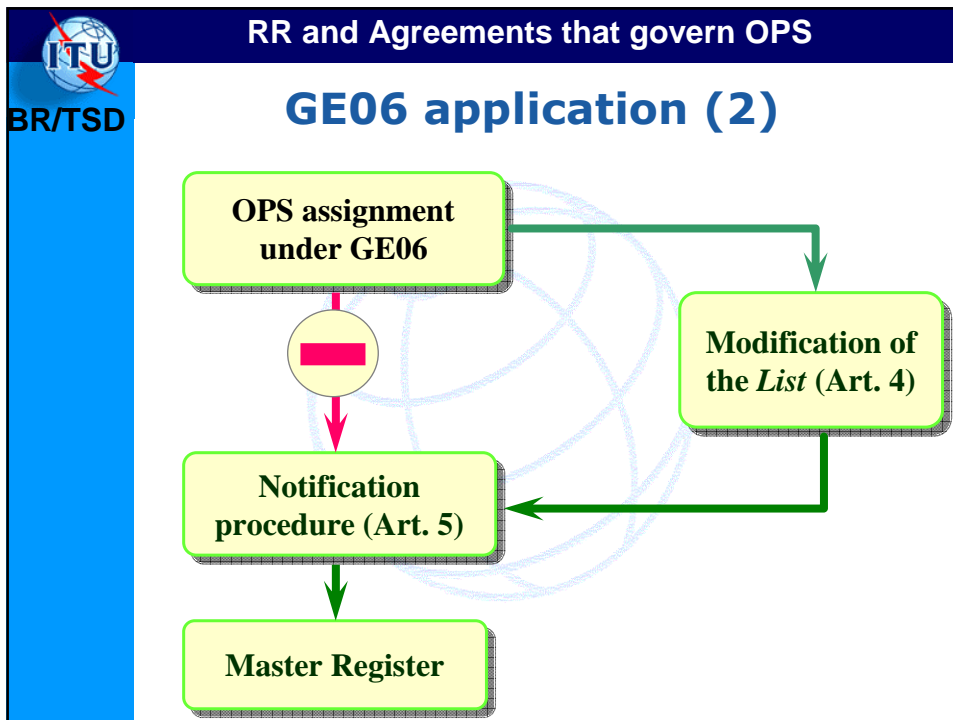 RR and Agreements that govern OPS
ITU
BR/TSD
GE06 application (2)
OPS assignment
under GE06
Modification of
the List (Art. 4)
Notification
procedure (Art. 5)
Master Register